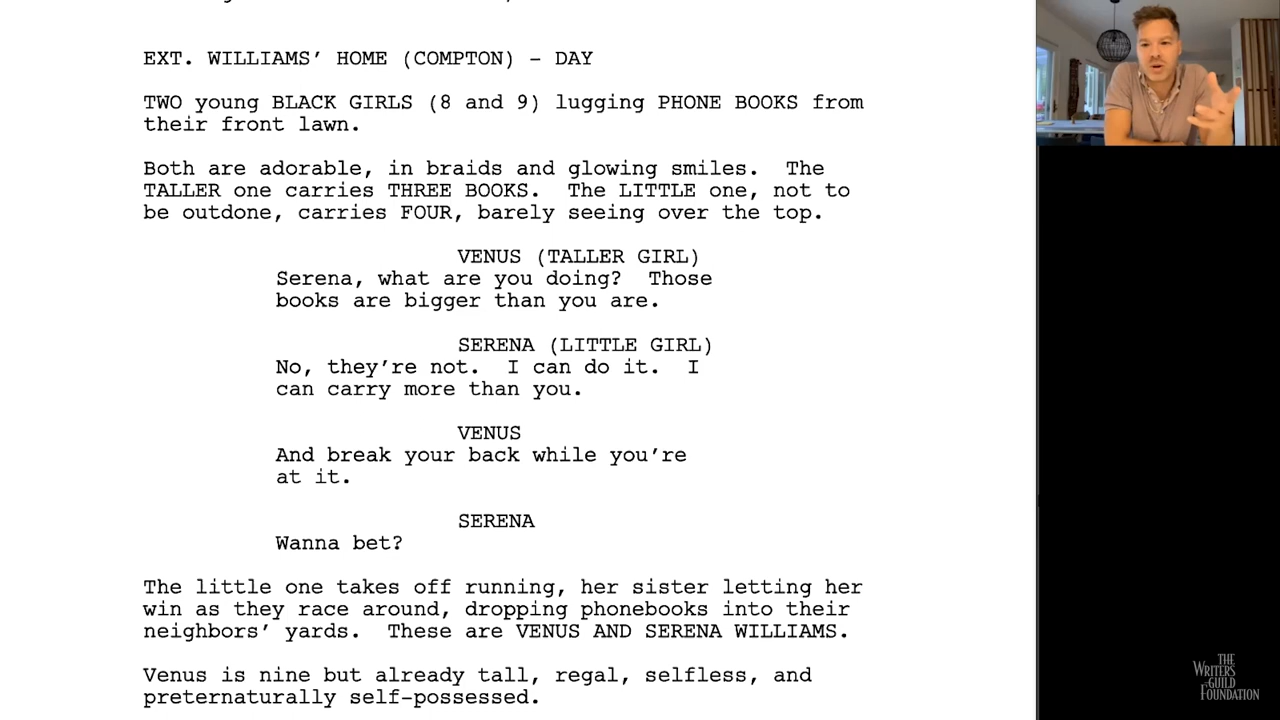 EXT. WILLIAMS’ HOME (COMPTON) - DAY
TWO young BLACK GIRLS (8 and 9) lugging PHONE BOOKS from
their front lawn.
Both are adorable, in braids and glowing smiles.  The
TALLER one carries THREE BOOKS.  The LITTLE one, not to
be outdone, carries FOUR, barely seeing over the top.
VENUS (TALLER GIRL)
Serena, what are you doing?  Those
books are bigger than you are.
SERENA (LITTLE GIRL)
No, they’re not.  I can do it.  I
can carry more than you.
VENUS
And break your back while you’re
at it.
SERENA
Wanna bet?
The little one takes off running, her sister letting her
win as they race around, dropping phonebooks into their
neighbors’ yards.  These are VENUS AND SERENA WILLIAMS.
Venus is nine but already tall, regal, selfless, and
preternaturally self-possessed.
THE
WRITERS
GUILD
FOUNDATION